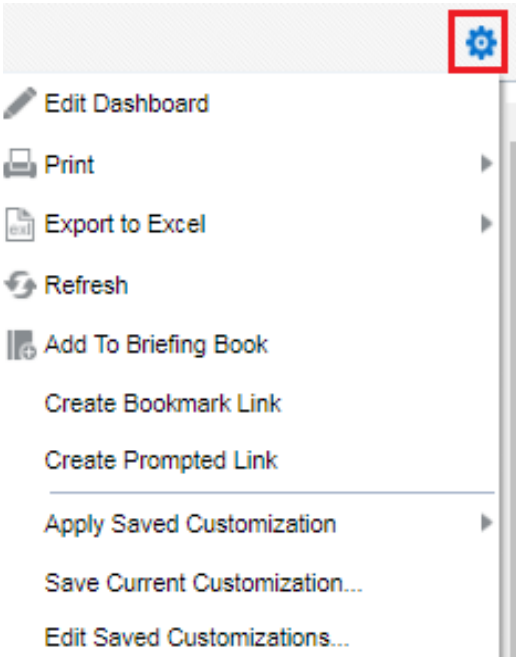 Edit Dashboard
Print
Export to Excel
Refresh
Add To Briefing Book
Create Bookmark Link
Create Prompted Link
Apply Saved Customization
Save Current Customization...
Edit Saved Customizations...